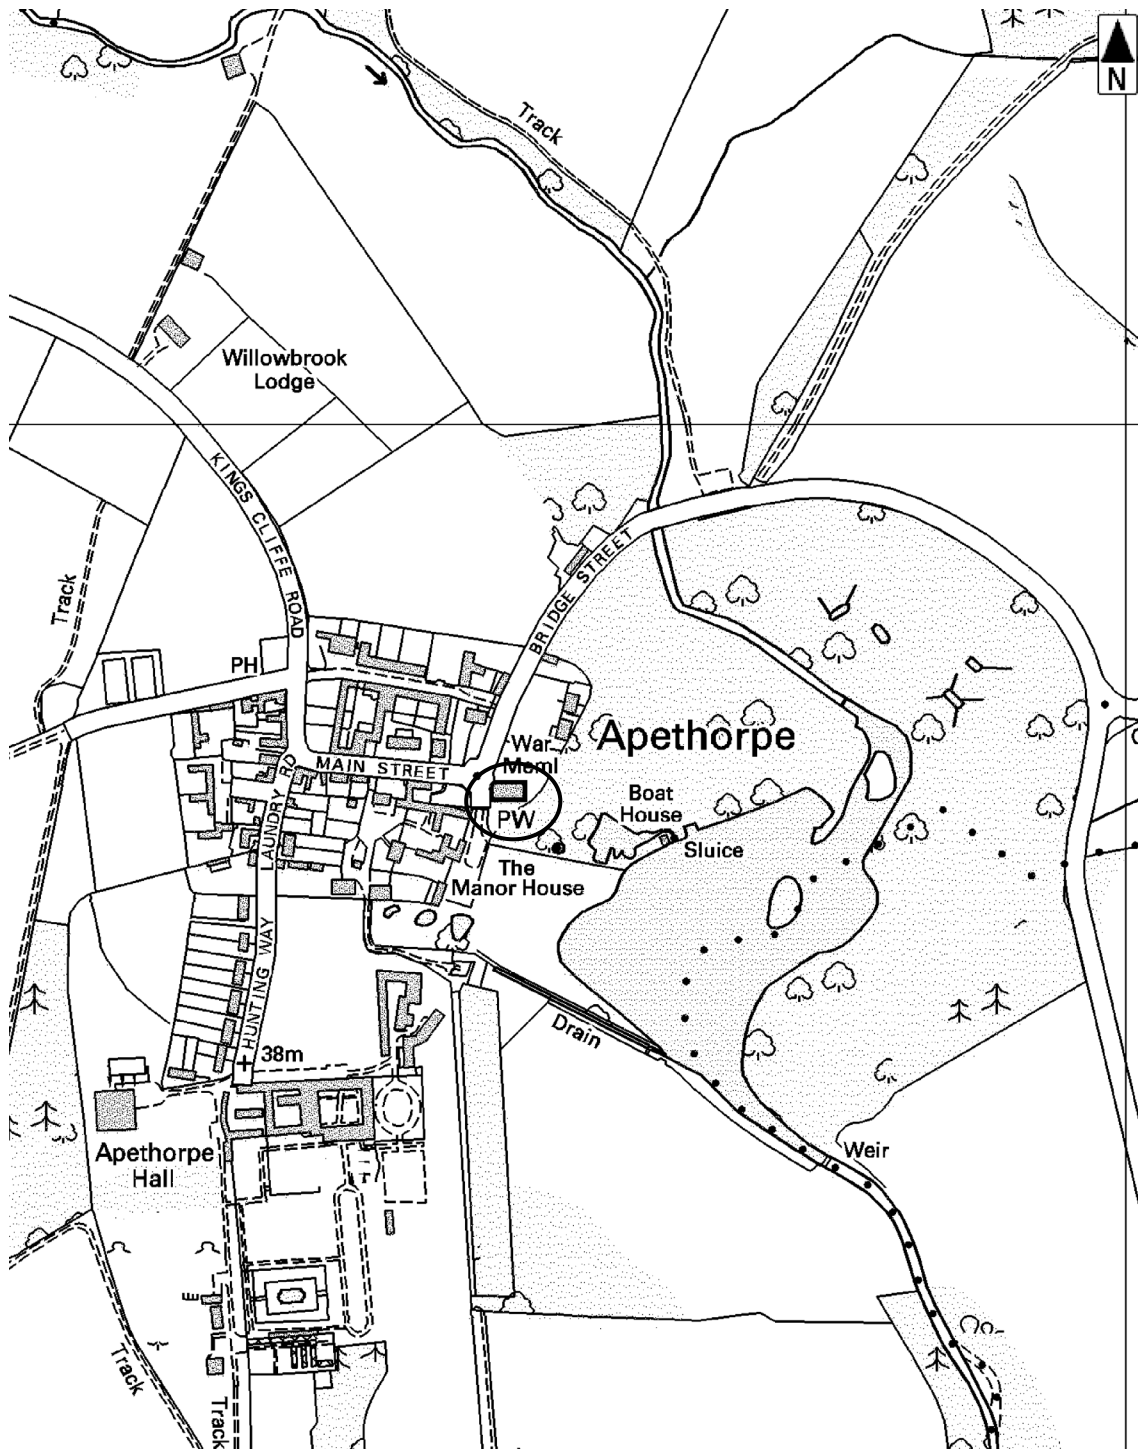 N
Track
Willowbrook
Lodge
KINGS CLIFFE ROAD
Track
BRIDGE STREET
PH
Apethorpe
War
Meml
MAIN STREET
Boat
House
PW
Sluice
LAUNDRY RD
The
Manor House
HUNTING WAY
Drain
38m
Apethorpe
Hall
Weir
Track
Track